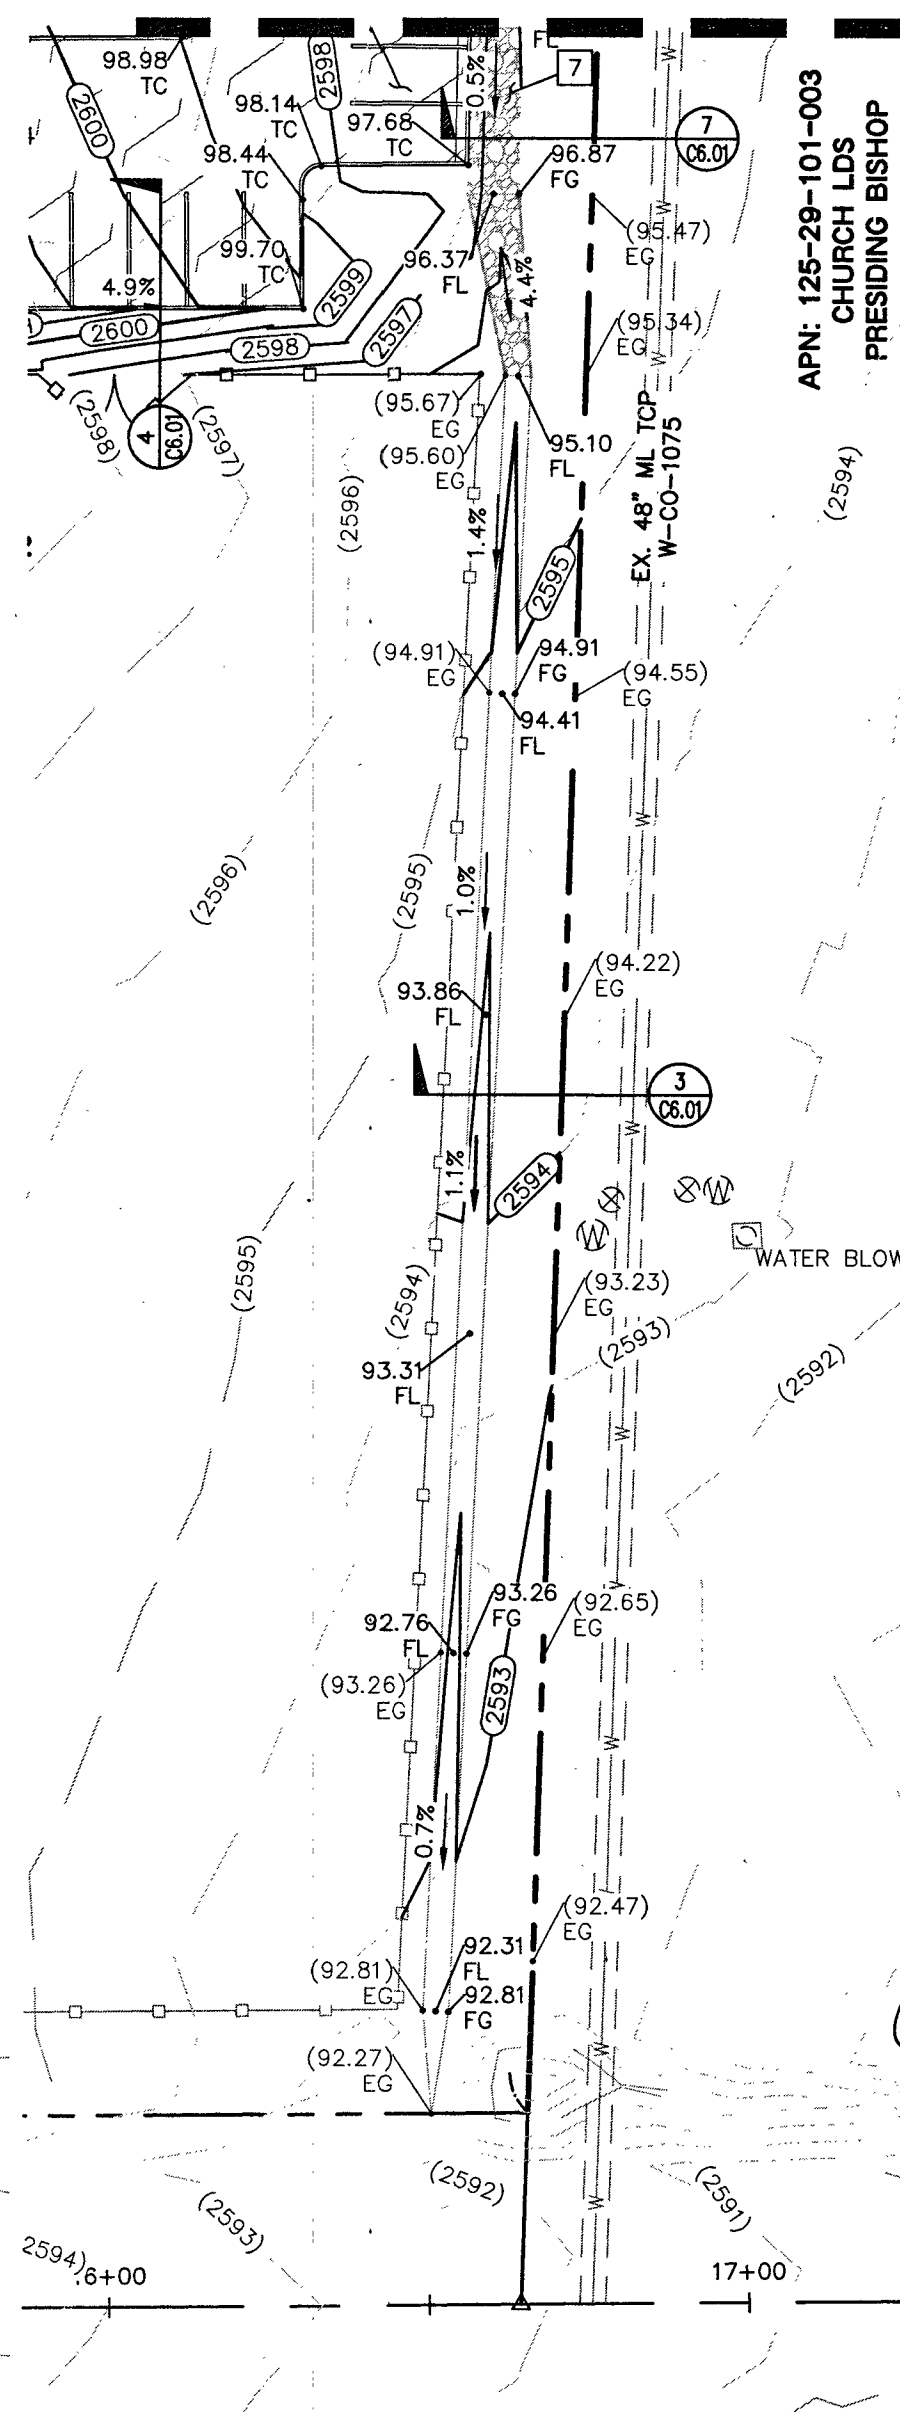 98.98
TC
2600
2598
98.14
TC
97.68
TC
98.44
TC
0.5%
FL
7
7
C6.01
96.87
FG
99.70
TC
96.37
FL
4.4%
4.9%
2600
2598
2599
2597
(95.47)
EG
(95.34)
EG
APN: 125-29-101-003
CHURCH LDS
PRESIDING BISHOP
W
W
W
4
C6.01
(2598)
(2597)
(2596)
(95.67)
EG
(95.60)
EG
95.10
FL
EX. 48" ML TCP
W-CO-1075
(2594)
1.4%
2595
(94.91)
EG
94.91
FG
94.41
FL
(94.55)
EG
W
(2596)
(2595)
1.0%
93.86
FL
(94.22)
EG
3
C6.01
W
1.1%
2594
W
W
WATER BLOW
(2595)
(2594)
(93.23)
EG
(2593)
(2592)
93.31
FL
W
93.26
FG
92.76
FL
(93.26)
EG
(92.65)
EG
2593
W
0.7%
(92.47)
EG
92.31
FL
(92.81)
EG
92.81
FG
(92.27)
EG
W
(2592)
(2591)
(2593)
2594)
W
.6+00
17+00